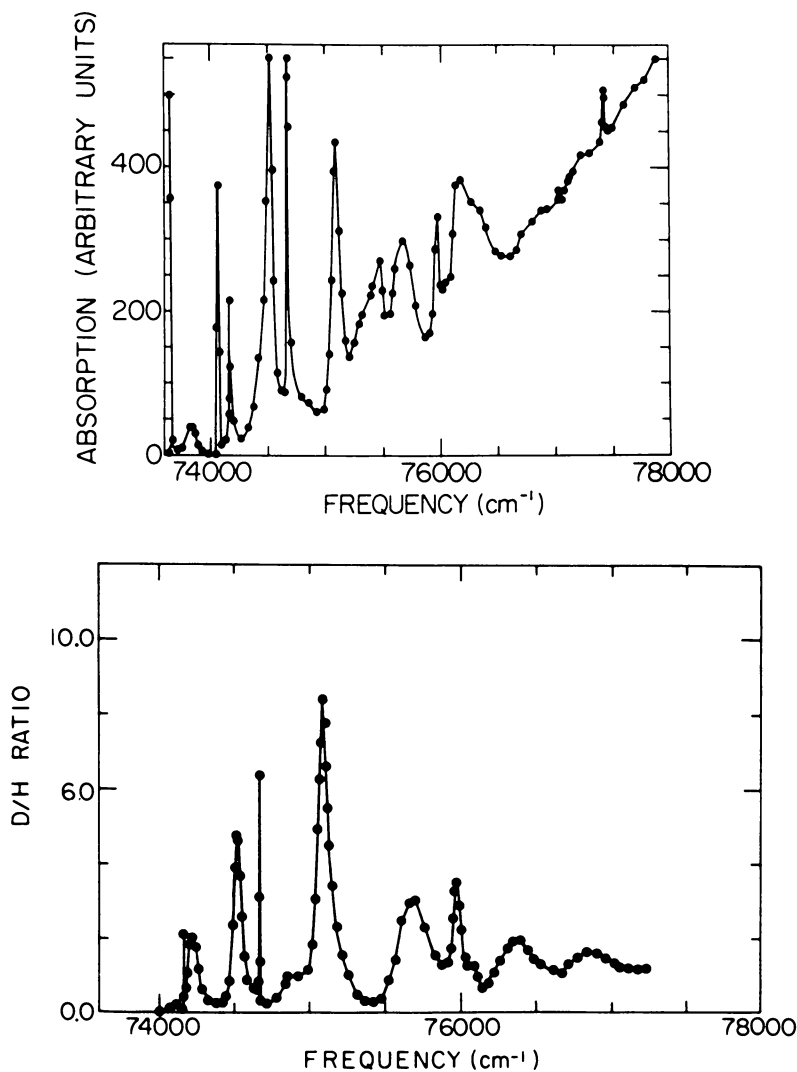 ABSORPTION (ARBITRARY UNITS)
400
200
0
74000 76000 78000
FREQUENCY (cm⁻¹)
D/H RATIO
10.0
6.0
0.0
74000 76000 78000
FREQUENCY (cm⁻¹)